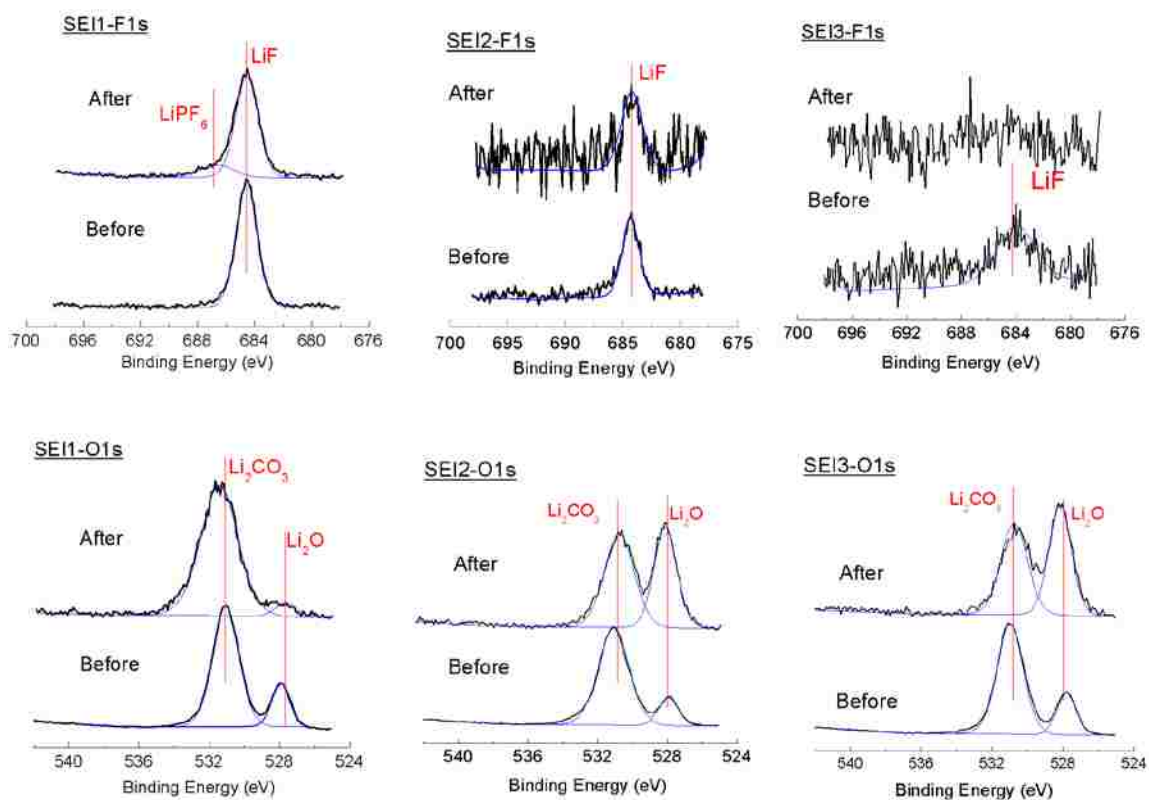 SEI1-F1s
LiF
After
LiPF6
Before
700 696 692 688 684 680 676
Binding Energy (eV)
SEI2-F1s
LiF
After
Before
700 695 690 685 680 675
Binding Energy (eV)
SEI3-F1s
After
LiF
Before
700 696 692 688 684 680 676
Binding Energy (eV)
SEI1-O1s
Li2CO3
After
Li2O
Before
540 536 532 528 524
Binding Energy (eV)
SEI2-O1s
Li2CO3
Li2O
After
Before
540 536 532 528 524
Binding Energy (eV)
SEI3-O1s
Li2CO3
Li2O
After
Before
540 536 532 528 524
Binding Energy (eV)